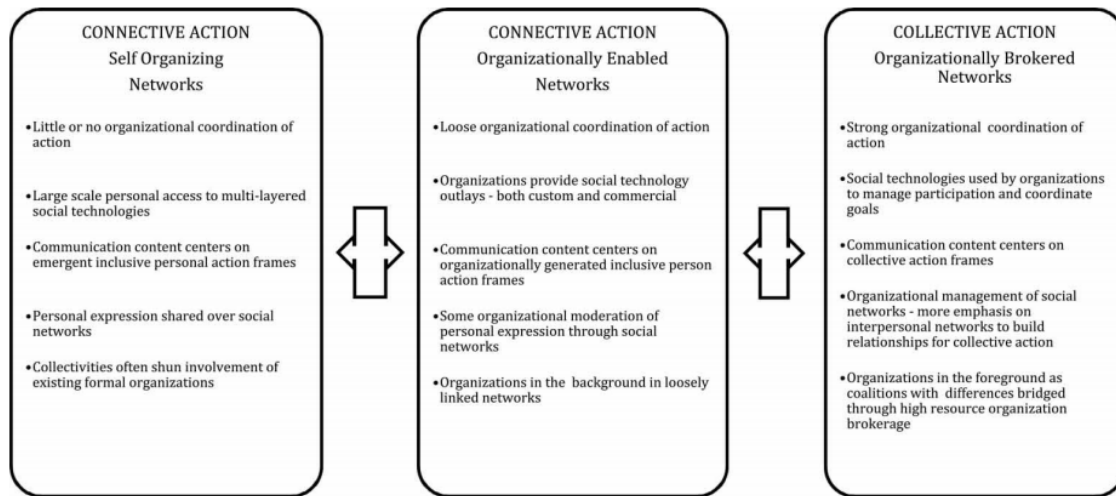 CONNECTIVE ACTION
Self Organizing
Networks
•Little or no organizational coordination of
action
•Large scale personal access to multi-layered
social technologies
•Communication content centers on
emergent inclusive personal action frames
•Personal expression shared over social
networks
•Collectivities often shun involvement of
existing formal organizations
CONNECTIVE ACTION
Organizationally Enabled
Networks
•Loose organizational coordination of action
•Organizations provide social technology
outlays - both custom and commercial
•Communication content centers on
organizationally generated inclusive person
action frames
•Some organizational moderation of
personal expression through social
networks
•Organizations in the background in loosely
linked networks
COLLECTIVE ACTION
Organizationally Brokered
Networks
•Strong organizational coordination of
action
•Social technologies used by organizations
to manage participation and coordinate
goals
•Communication content centers on
collective action frames
•Organizational management of social
networks - more emphasis on
interpersonal networks to build
relationships for collective action
•Organizations in the foreground as
coalitions with differences bridged
through high resource organization
brokerage